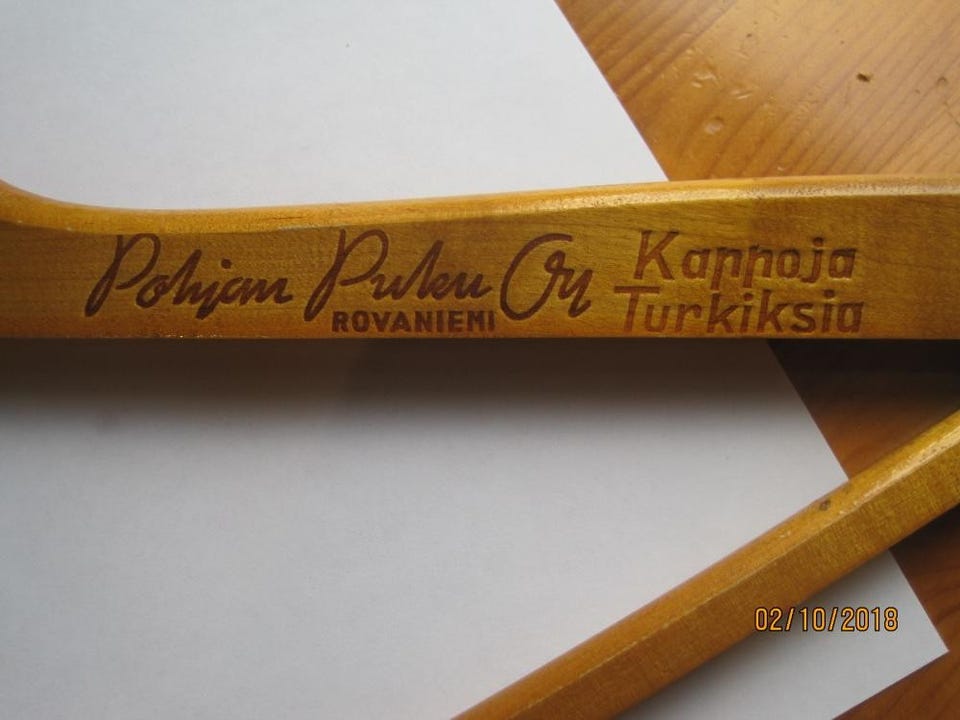 Pohjan Puku Oy
ROVANIEMI
Kappoja
Turkiksia
02/10/2018